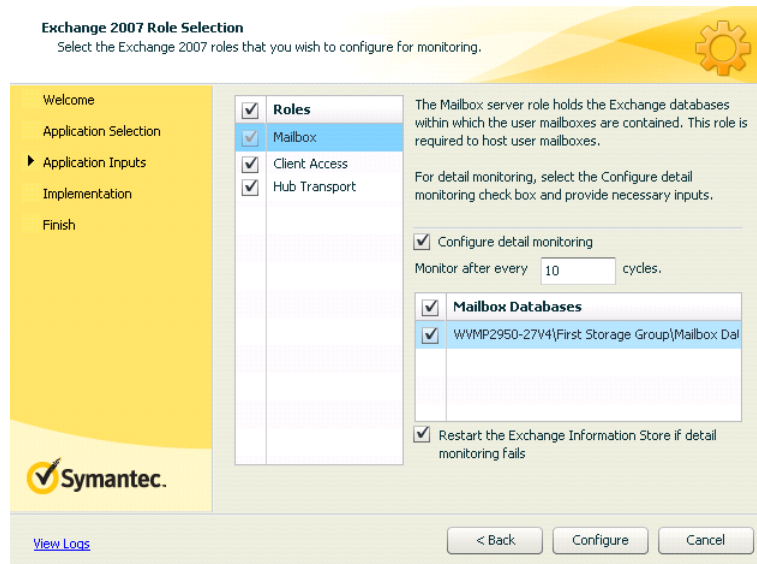 Exchange 2007 Role Selection
Select the Exchange 2007 roles that you wish to configure for monitoring.
Welcome
Application Selection
Application Inputs
Implementation
Finish
Roles
Mailbox
Client Access
Hub Transport
The Mailbox server role holds the Exchange databases
within which the user mailboxes are contained. This role is
required to host user mailboxes.
For detail monitoring, select the Configure detail
monitoring check box and provide necessary inputs.
Configure detail monitoring
Monitor after every 10 cycles.
Mailbox Databases
WVMP2950-27V4\First Storage Group\Mailbox Dat
Restart the Exchange Information Store if detail
monitoring fails
Symantec.
View Logs
< Back
Configure
Cancel